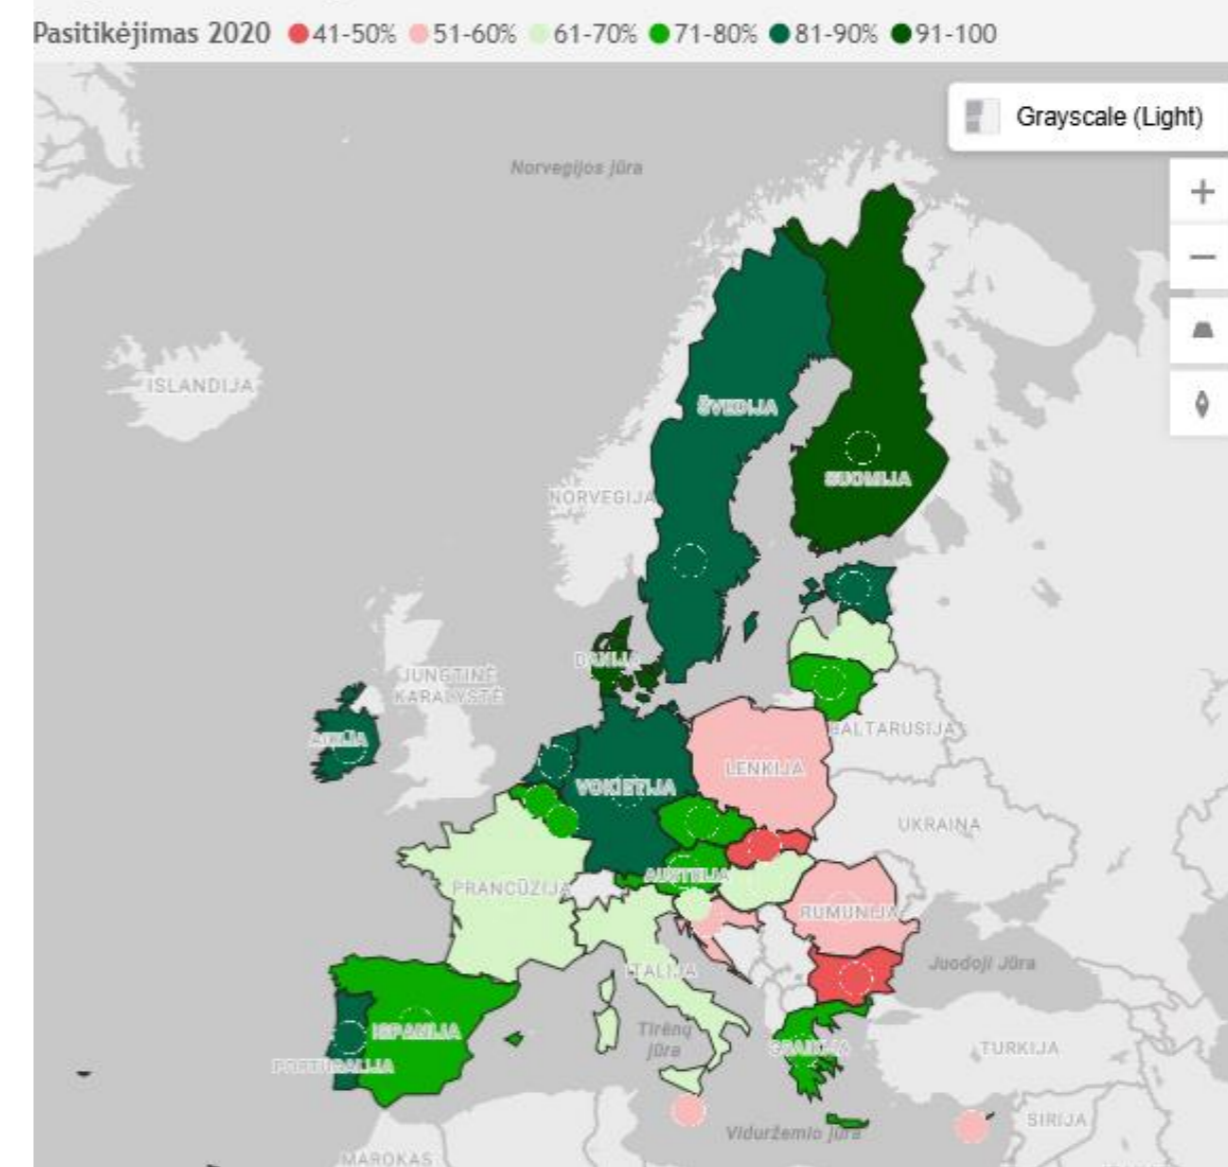 Pasitikėjimas 2020 41-50% 51-60% 61-70% 71-80% 81-90% 91-100
Grayscale (Light)
Norvegijos jūra
ISLANDIJA
ŠVEDIJA
SUOMIJA
NORVEGIJA
DANIJA
JUNGTINĖ
KARALYSTĖ
BALTARUSIJA
AIRIJA
LENKIJA
VOKIETIJA
UKRAINA
AUSTRIJA
PRANCŪZIJA
RUMUNIJA
Juodoji Jūra
ITALIJA
ISPANIJA
Tirėnų
jūra
GRAIKIJA
TURKIJA
PORTUGALIJA
SIRIJA
Viduržemio jūra
MAROKAS